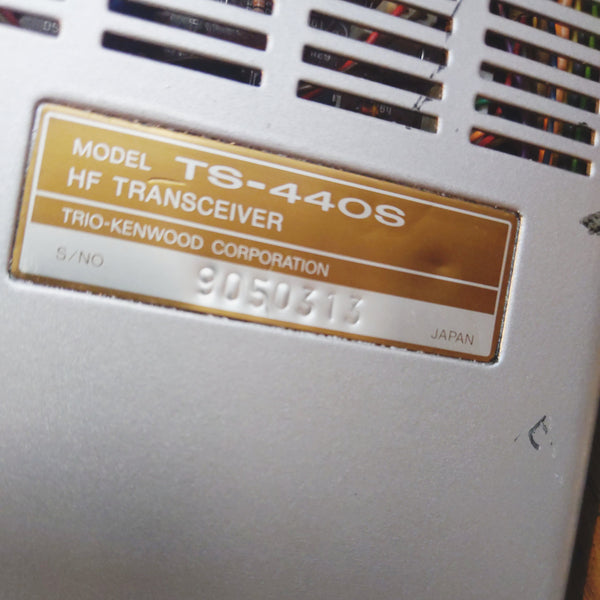 MODEL TS-440S
HF TRANSCEIVER
TRIO-KENWOOD CORPORATION
S/NO 9050313
JAPAN